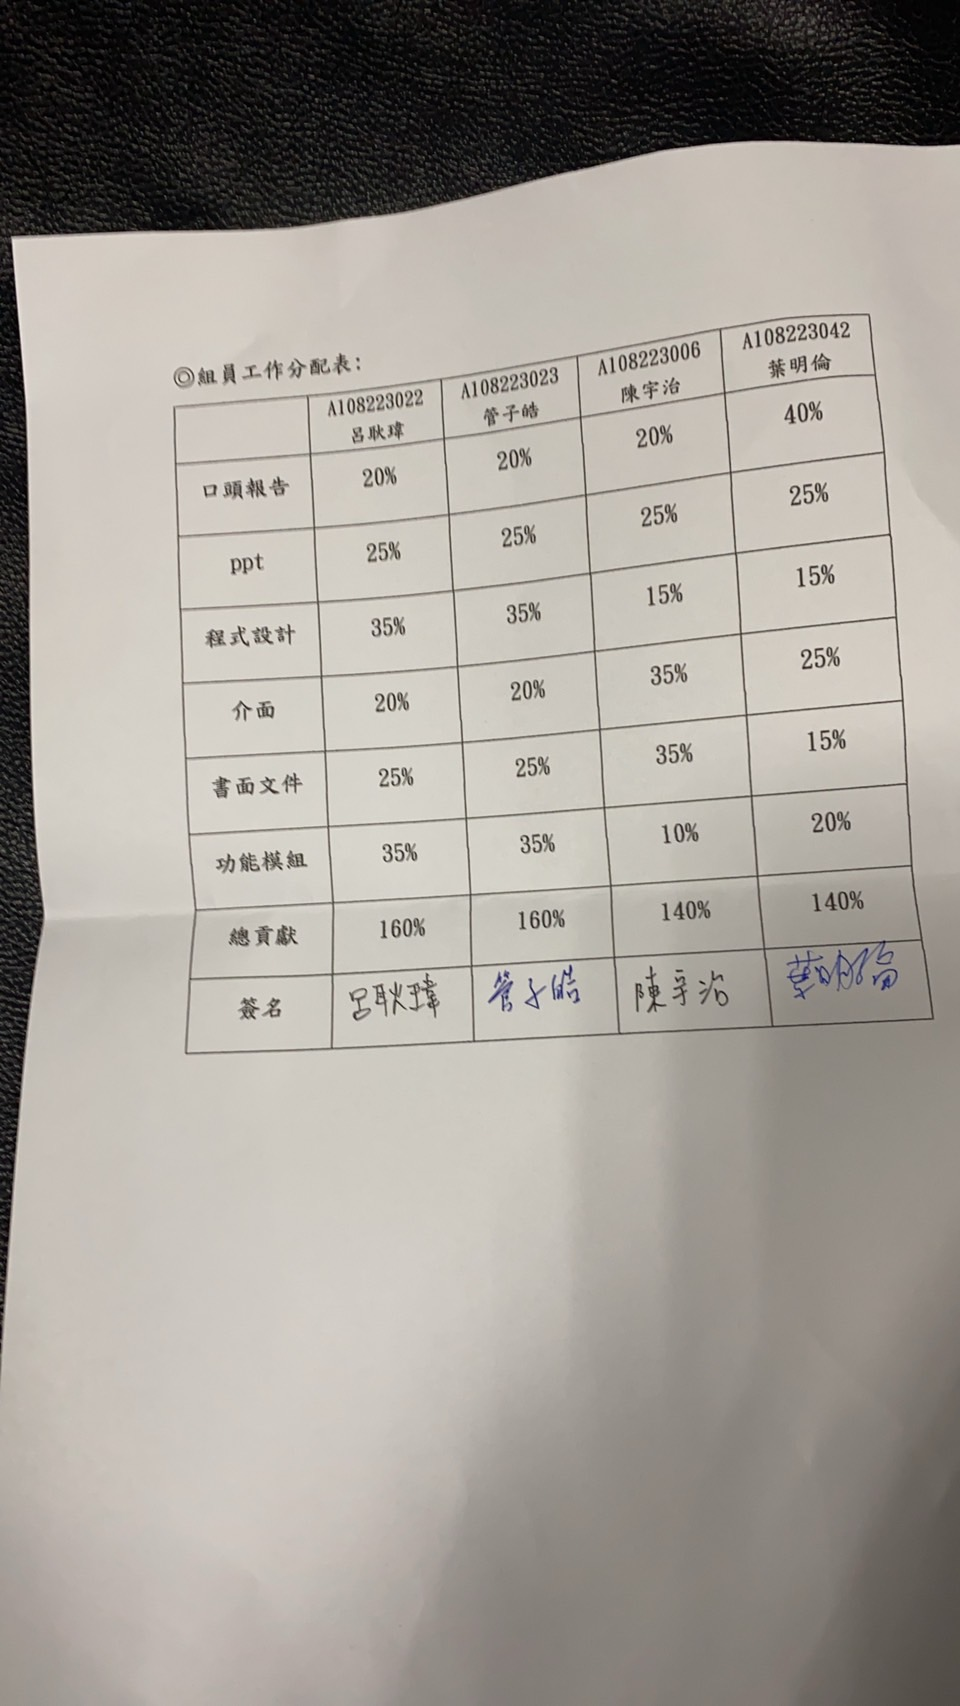 ◎組員工作分配表:
A108223022 A108223023 A108223006 A108223042
呂耿瑋 管子皓 陳宇治 葉明倫
口頭報告 20% 20% 20% 40%
ppt 25% 25% 25% 25%
程式設計 35% 35% 15% 15%
介面 20% 20% 35% 25%
書面文件 25% 25% 35% 15%
功能模組 35% 35% 10% 20%
總貢獻 160% 160% 140% 140%
簽名 呂耿瑋 管子皓 陳宇治 葉明倫